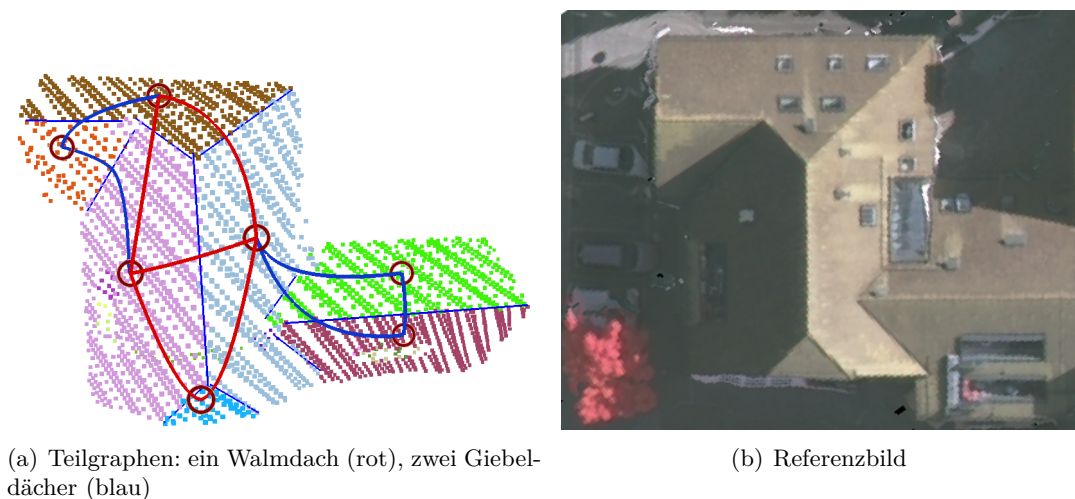 (a) Teilgraphen: ein Walmdach (rot), zwei Giebel-
dächer (blau)
(b) Referenzbild